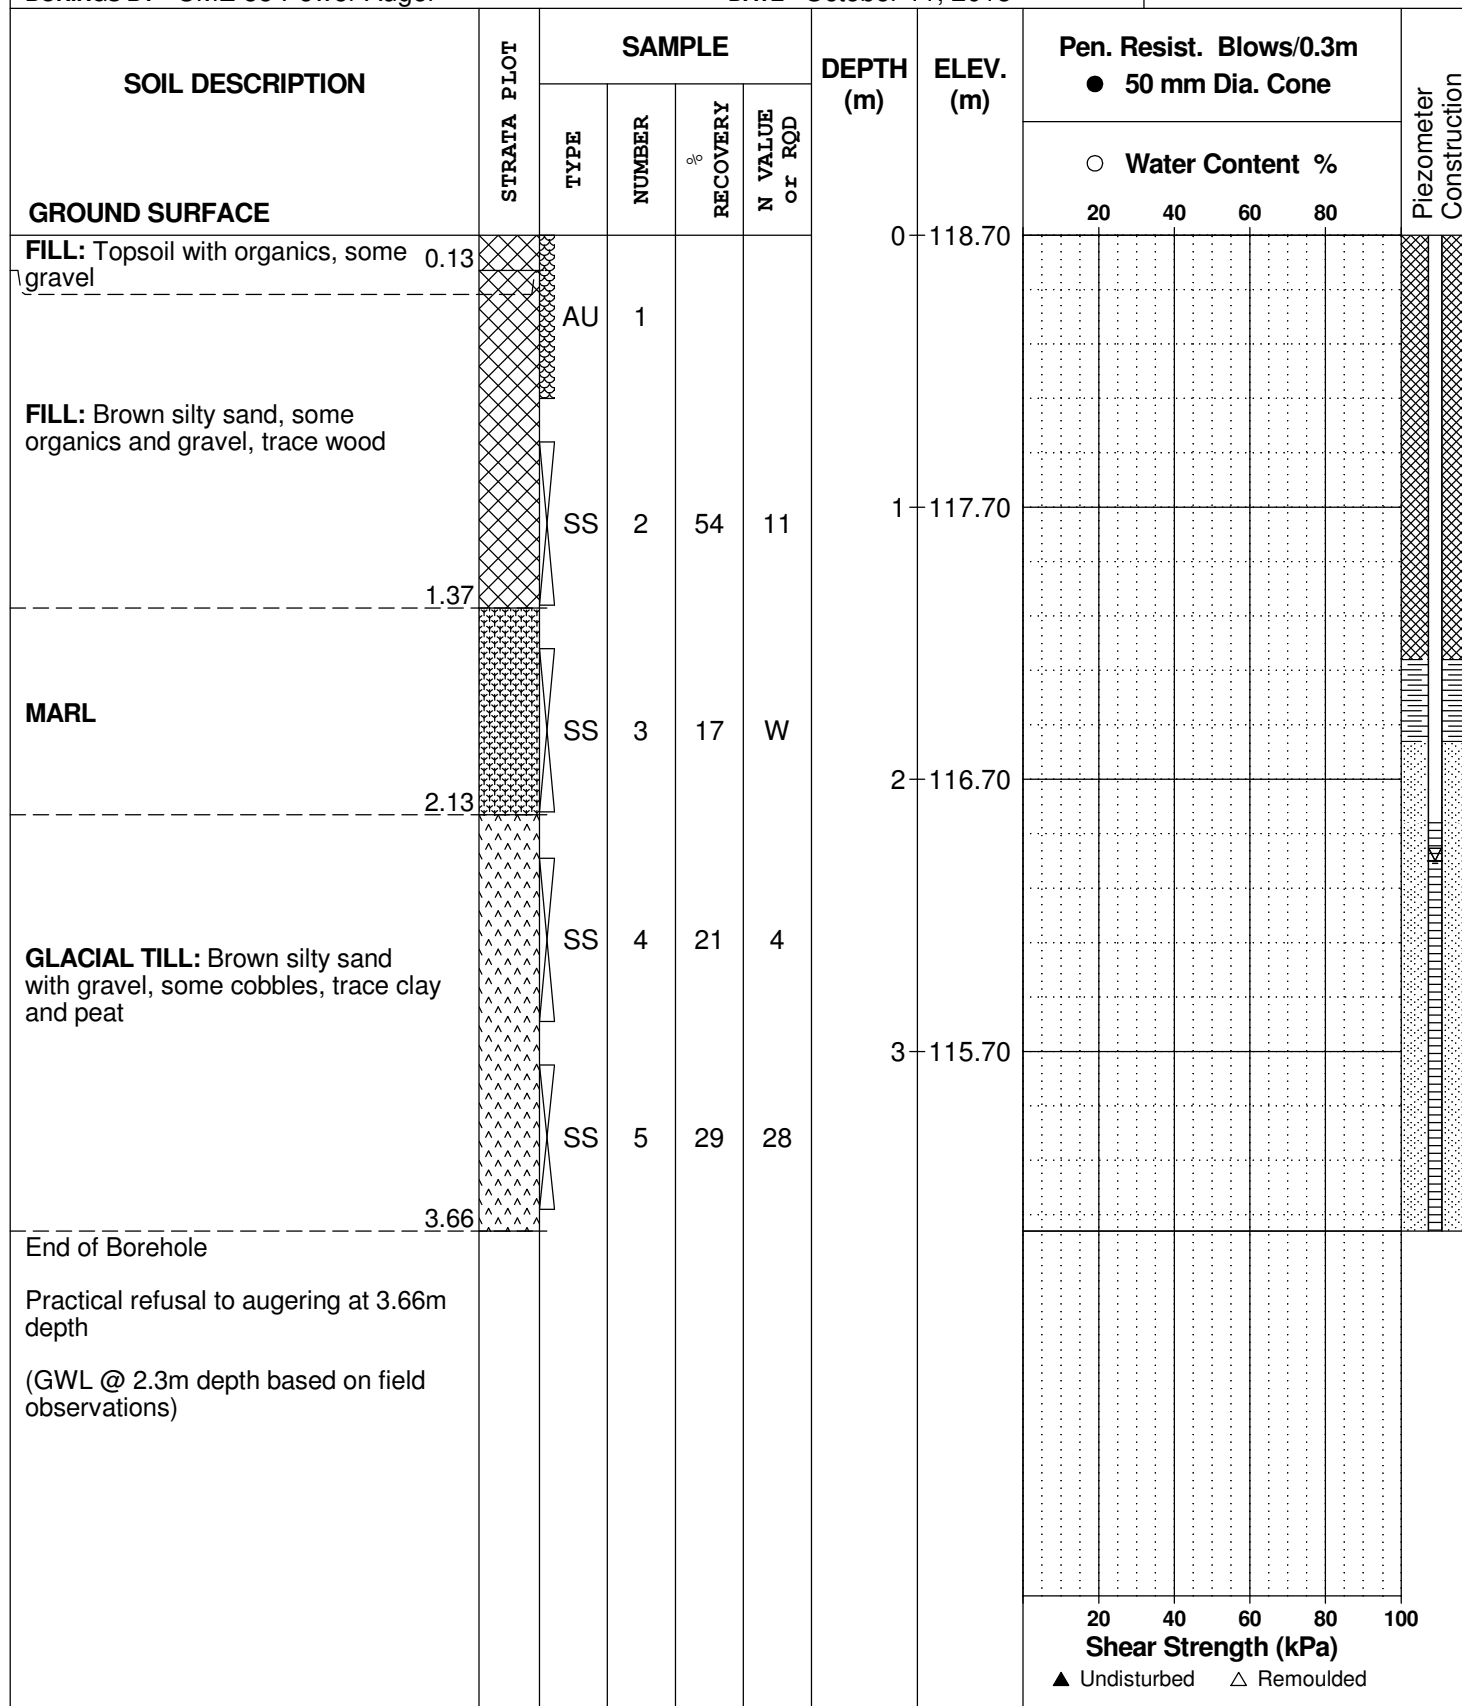 SOIL DESCRIPTION
GROUND SURFACE
STRATA PLOT
SAMPLE
TYPE
NUMBER
%
RECOVERY
N VALUE
or RQD
DEPTH
(m)
ELEV.
(m)
Pen. Resist. Blows/0.3m
● 50 mm Dia. Cone
○ Water Content %
20 40 60 80
Piezometer
Construction
FILL: Topsoil with organics, some
gravel
0.13
0 118.70
AU 1
FILL: Brown silty sand, some
organics and gravel, trace wood
SS 2 54 11
1 117.70
1.37
MARL
SS 3 17 W
2 116.70
2.13
GLACIAL TILL: Brown silty sand
with gravel, some cobbles, trace clay
and peat
SS 4 21 4
3 115.70
SS 5 29 28
3.66
End of Borehole
Practical refusal to augering at 3.66m
depth
(GWL @ 2.3m depth based on field
observations)
20 40 60 80 100
Shear Strength (kPa)
▲ Undisturbed △ Remoulded